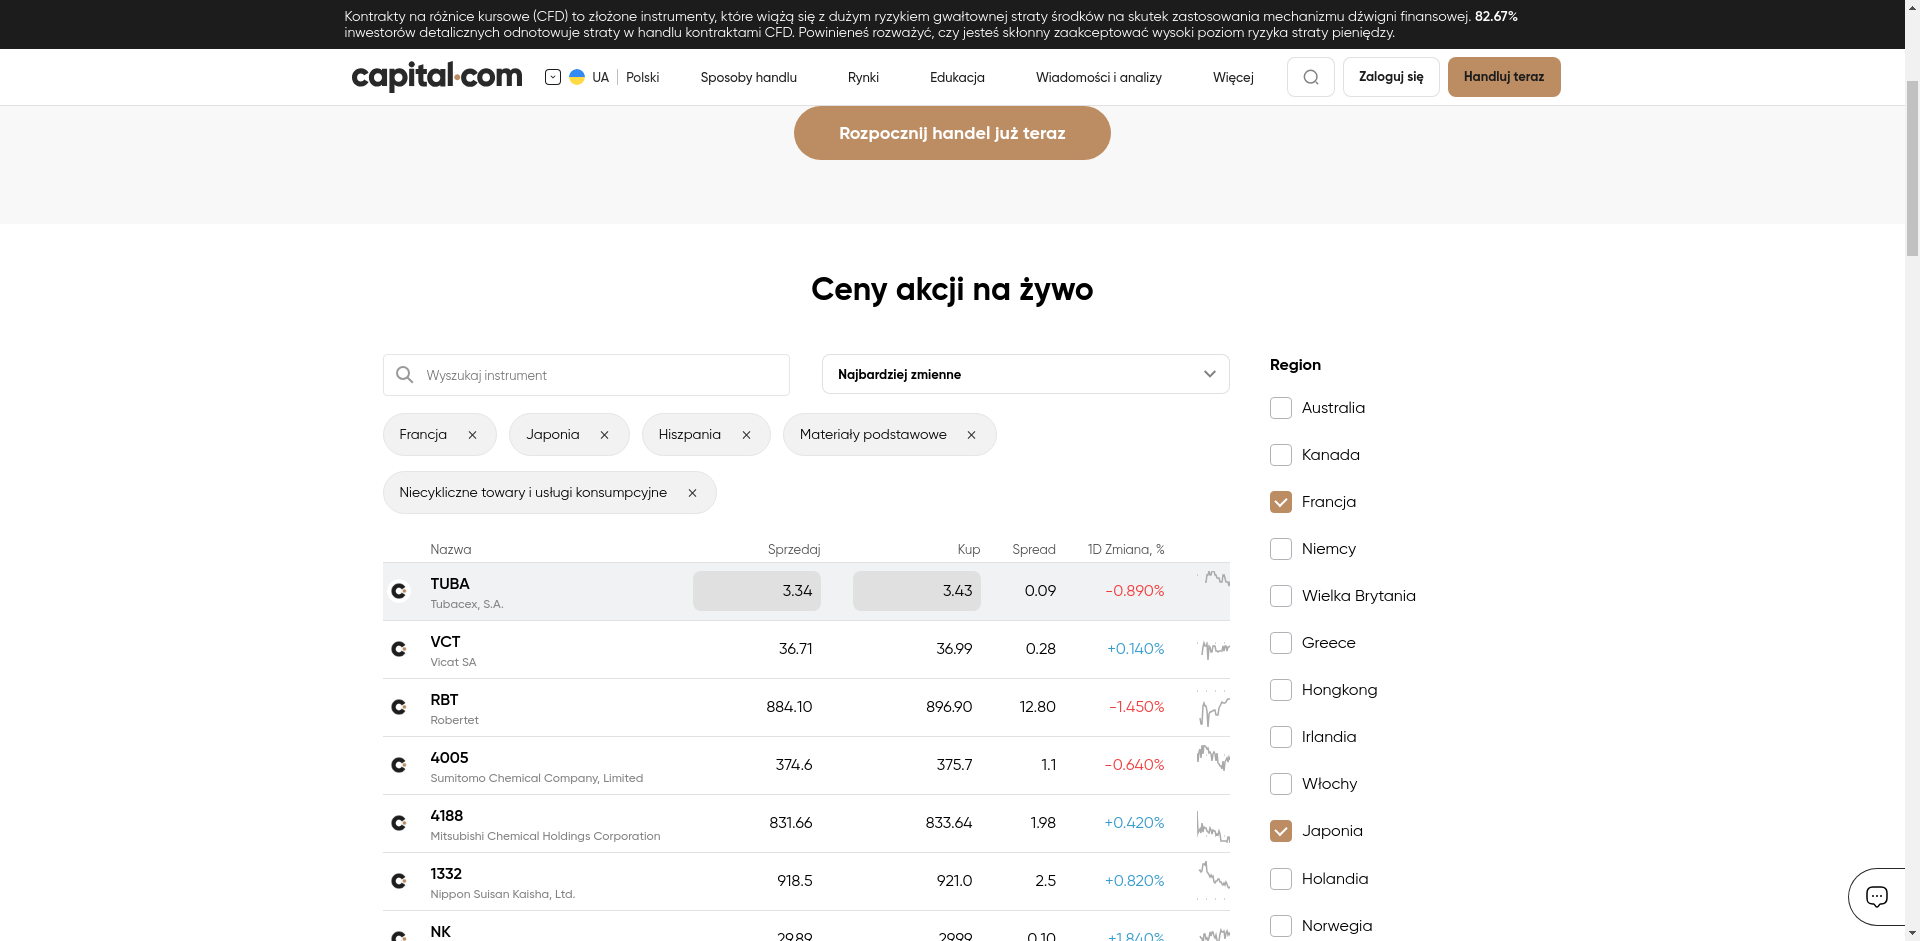 Kontrakty na różnice kursowe (CFD) to złożone instrumenty, które wiążą się z dużym ryzykiem gwałtownej straty środków na skutek zastosowania mechanizmu dźwigni finansowej. 82.67%
inwestorów detalicznych odnotowuje straty w handlu kontraktami CFD. Powinieneś rozważyć, czy jesteś skłonny zaakceptować wysoki poziom ryzyka straty pieniędzy.
capital.com UA Polski Sposoby handlu Rynki Edukacja Wiadomości i analizy Więcej Zaloguj się Handluj teraz
Rozpocznij handel już teraz
Ceny akcji na żywo
Wyszukaj instrument
Najbardziej zmienne
Francja Japonia Hiszpania Materiały podstawowe
Niecykliczne towary i usługi konsumpcyjne
Nazwa Sprzedaj Kup Spread 1D Zmiana, %
TUBA 3.34 3.43 0.09 -0.890%
Tubacex, S.A.
VCT 36.71 36.99 0.28 +0.140%
Vicat SA
RBT 884.10 896.90 12.80 -1.450%
Robertet
4005 374.6 375.7 1.1 -0.640%
Sumitomo Chemical Company, Limited
4188 831.66 833.64 1.98 +0.420%
Mitsubishi Chemical Holdings Corporation
1332 918.5 921.0 2.5 +0.820%
Nippon Suisan Kaisha, Ltd.
NK 29.89 29.99 0.10 +1.840%
Region
Australia
Kanada
Francja
Niemcy
Wielka Brytania
Greece
Hongkong
Irlandia
Włochy
Japonia
Holandia
Norwegia